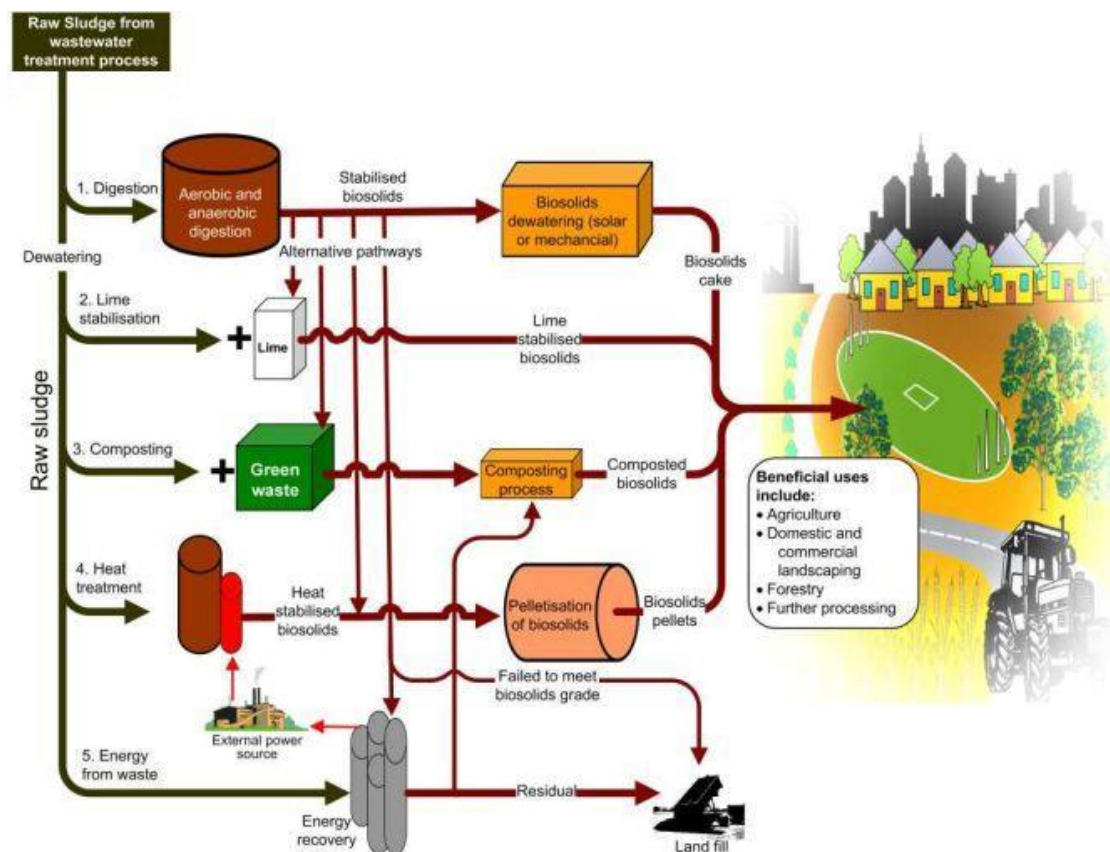 Raw Sludge from
wastewater
treatment process
1. Digestion
Aerobic and
anaerobic
digestion
Stabilised
biosolids
Biosolids
dewatering (solar
or mechancial)
Alternative pathways
Biosolids
cake
Dewatering
2. Lime
stabilisation
+
Lime
Lime
stabilised
biosolids
Raw sludge
3. Composting
+
Green
waste
Composting
process
Composted
biosolids
Beneficial uses
include:
• Agriculture
• Domestic and
commercial
landscaping
• Forestry
• Further processing
4. Heat
treatment
Heat
stabilised
biosolids
Pelletisation
of biosolids
Biosolids
pellets
Failed to meet
biosolids grade
External power
source
5. Energy
from waste
Energy
recovery
Residual
Land fill